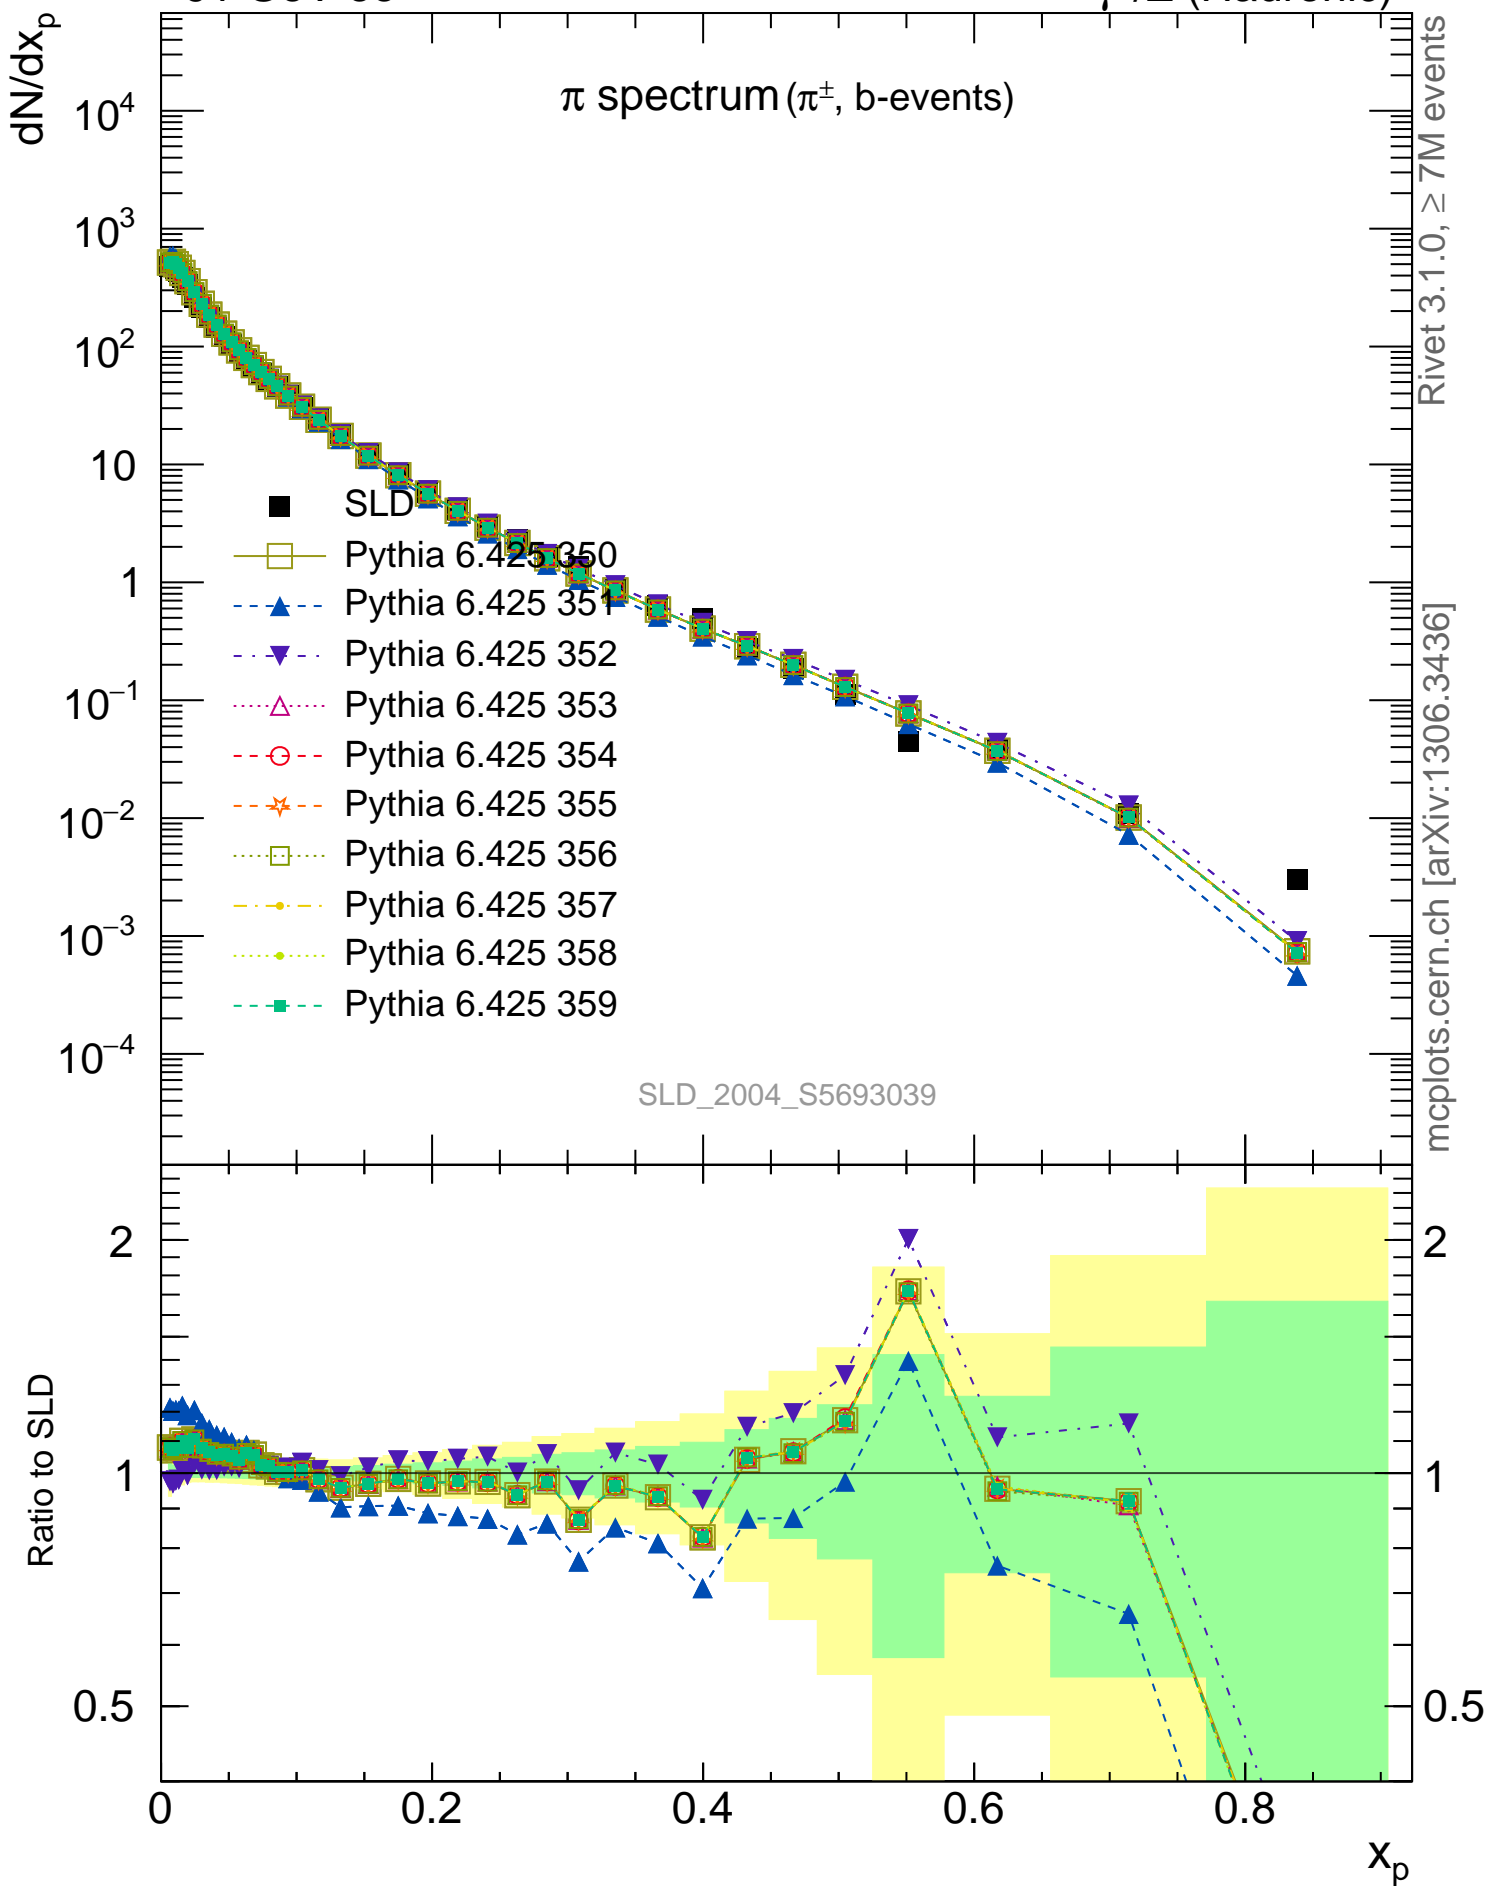 dN/dx_p
π spectrum (π±, b-events)
10^4
10^3
10^2
10
1
10^−1
10^−2
10^−3
10^−4
SLD
Pythia 6.425 350
Pythia 6.425 351
Pythia 6.425 352
Pythia 6.425 353
Pythia 6.425 354
Pythia 6.425 355
Pythia 6.425 356
Pythia 6.425 357
Pythia 6.425 358
Pythia 6.425 359
SLD_2004_S5693039
Rivet 3.1.0, ≥ 7M events
mcplots.cern.ch [arXiv:1306.3436]
Ratio to SLD
2
1
0.5
2
1
0.5
0
0.2
0.4
0.6
0.8
x_p